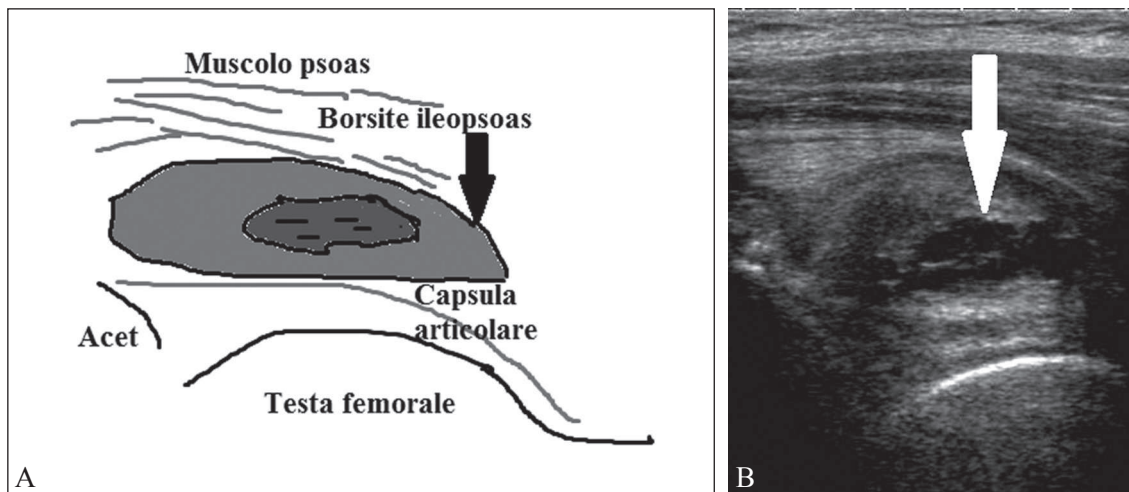 Muscolo psoas
Borsite ileopsoas
Capsula
articolare
Acet
Testa femorale
A
B